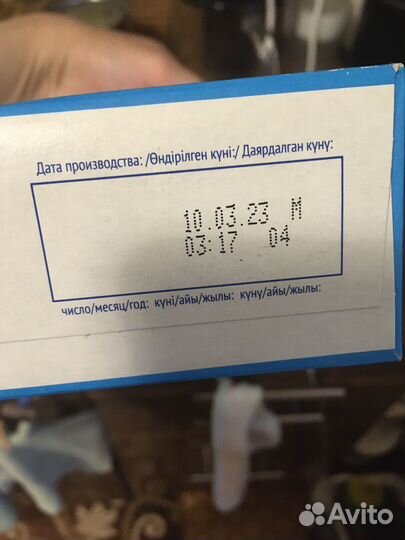 Дата производства: /Өндірілген күні:/ Даярдалган күнү:
10.03.23 М
03:17 04
число/месяц/год: күні/айы/жылы: күнү/айы/жылы:
Avito